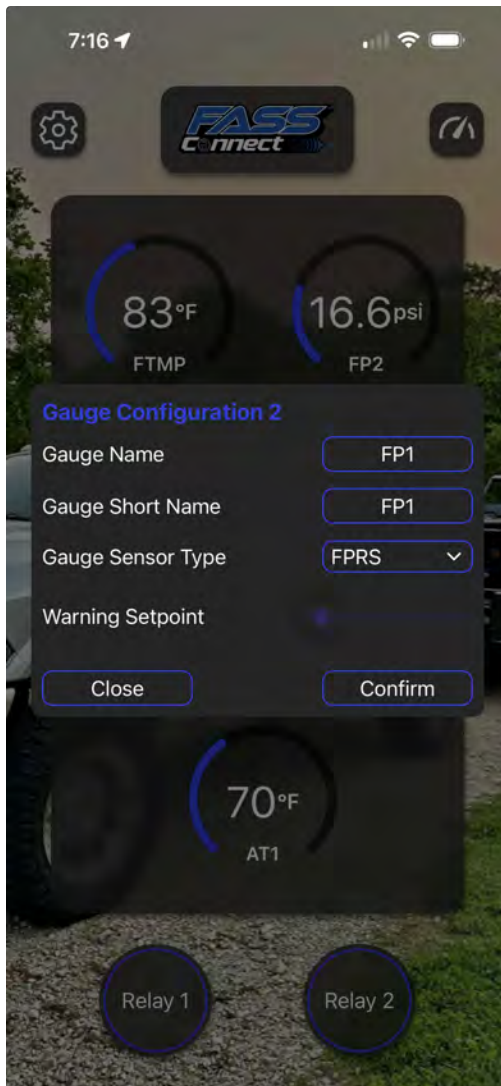 7:16
FASS
Connect
83°F
16.6psi
FTMP
FP2
Gauge Configuration 2
Gauge Name
FP1
Gauge Short Name
FP1
Gauge Sensor Type
FPRS
Warning Setpoint
Close
Confirm
70°F
AT1
Relay 1
Relay 2